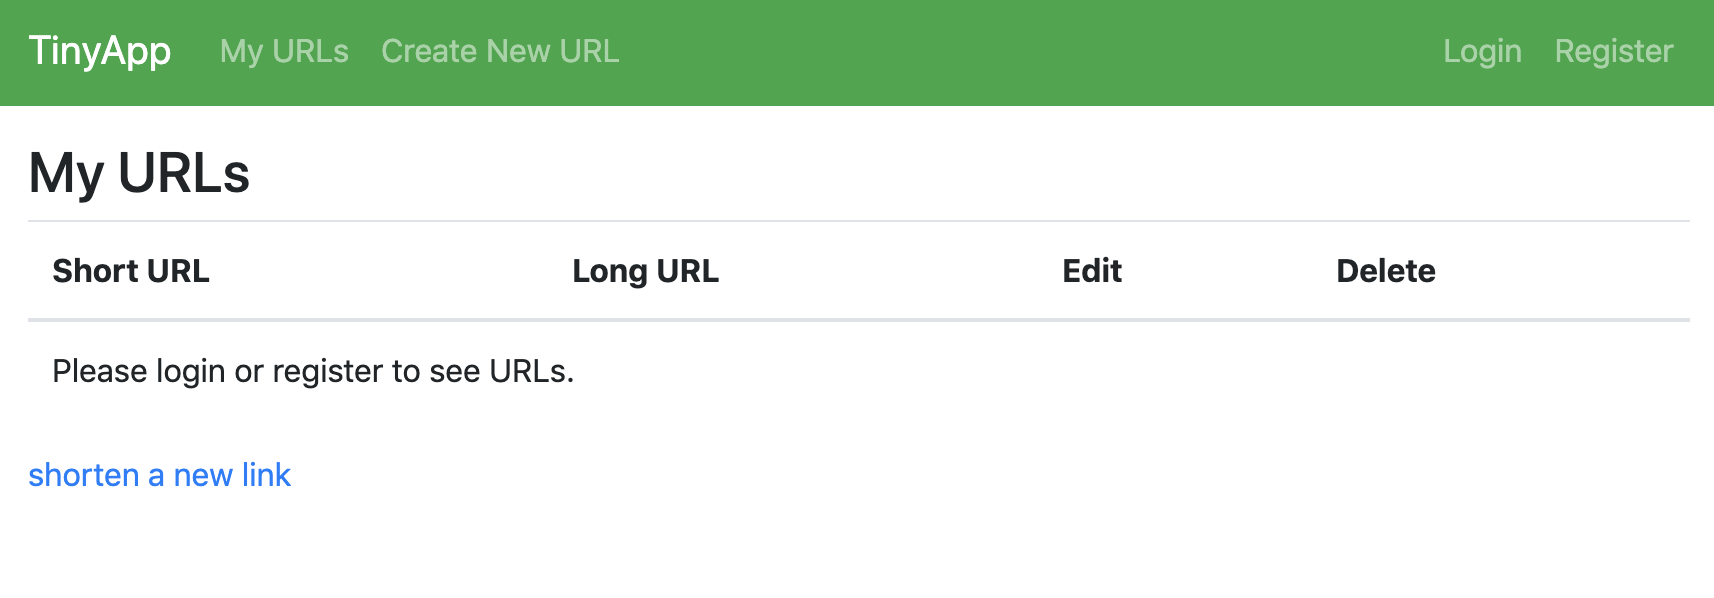 TinyApp My URLs Create New URL Login Register
My URLs
Short URL Long URL Edit Delete
Please login or register to see URLs.
shorten a new link